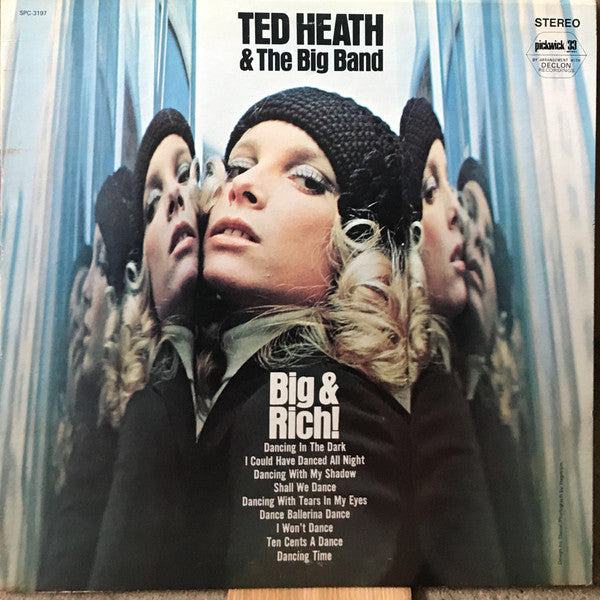 SPC-3197
TED HEATH
& The Big Band
STEREO
pickwick/33
BY ARRANGEMENT WITH
DECLON
RECORDINGS
Big &
Rich!
Dancing In The Dark
I Could Have Danced All Night
Dancing With My Shadow
Shall We Dance
Dancing With Tears In My Eyes
Dance Ballerina Dance
I Won't Dance
Ten Cents A Dance
Dancing Time